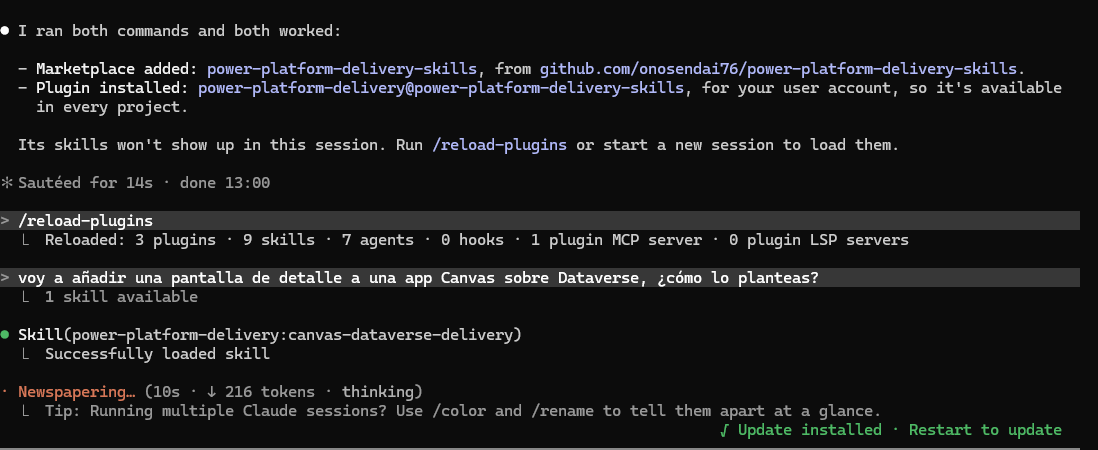 ● I ran both commands and both worked:
– Marketplace added: power-platform-delivery-skills, from github.com/onosendai76/power-platform-delivery-skills.
– Plugin installed: power-platform-delivery@power-platform-delivery-skills, for your user account, so it's available
in every project.
Its skills won't show up in this session. Run /reload-plugins or start a new session to load them.
✻ Sautéed for 14s · done 13:00
> /reload-plugins
└ Reloaded: 3 plugins · 9 skills · 7 agents · 0 hooks · 1 plugin MCP server · 0 plugin LSP servers
> voy a añadir una pantalla de detalle a una app Canvas sobre Dataverse, ¿cómo lo planteas?
└ 1 skill available
● Skill(power-platform-delivery:canvas-dataverse-delivery)
└ Successfully loaded skill
· Newspapering… (10s · ↓ 216 tokens · thinking)
└ Tip: Running multiple Claude sessions? Use /color and /rename to tell them apart at a glance.
√ Update installed · Restart to update